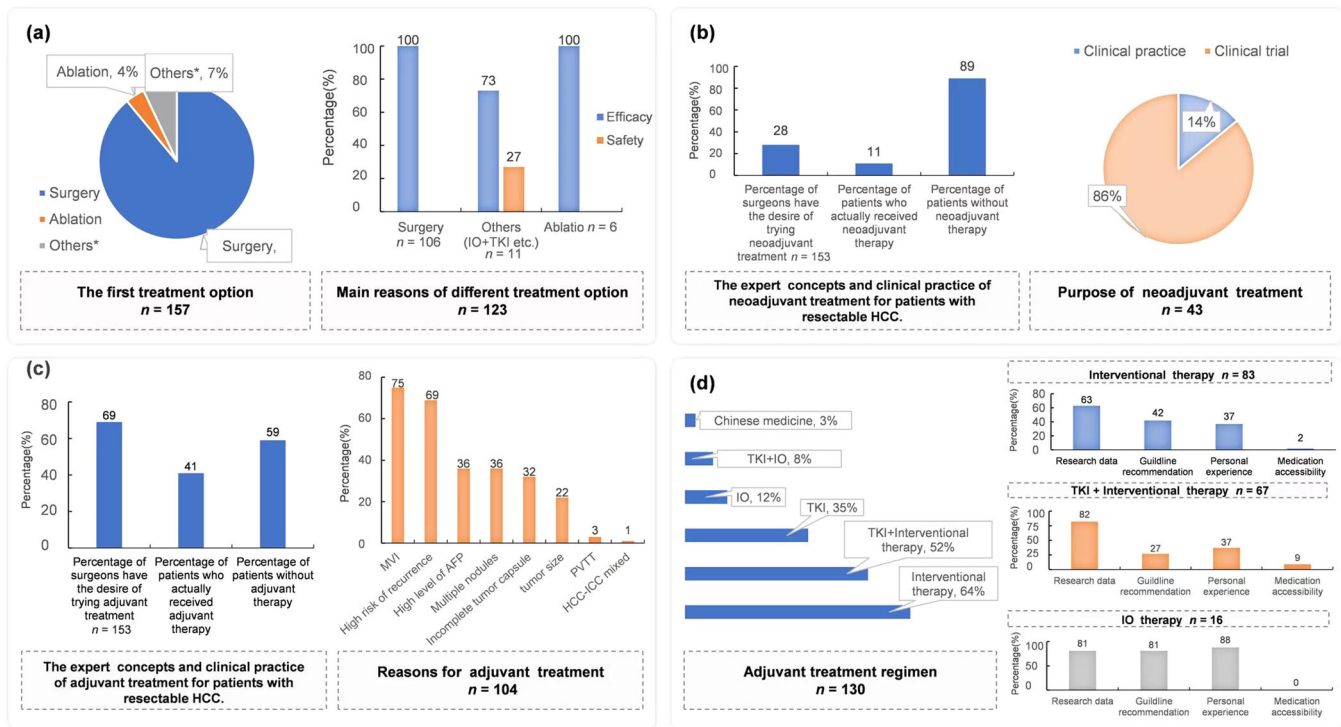 (a)
Ablation, 4%
Others*, 7%
Surgery
Ablation
Others*
Surgery,
The first treatment option
n = 157
Percentage(%)
100
80
60
40
20
0
100
73
27
100
Efficacy
Safety
Surgery
n = 106
Others
(IO+TKI etc.)
n = 11
Ablatio n = 6
Main reasons of different treatment option
n = 123
(b)
Percentage(%)
100
80
60
40
20
0
28
11
89
Percentage of
surgeons have
the desire of
trying
neoadjuvant
treatment n = 153
Percentage of
patients who
actually received
neoadjuvant
therapy
Percentage of
patients without
neoadjuvant
therapy
The expert concepts and clinical practice of
neoadjuvant treatment for patients with
resectable HCC.
Clinical practice
Clinical trial
14%
86%
Purpose of neoadjuvant treatment
n = 43
(c)
Percentage(%)
80
60
40
20
0
69
41
59
Percentage of
surgeons have
the desire of
trying adjuvant
treatment
n = 153
Percentage of
patients who
actually
received
adjuvant
therapy
Percentage of
patients without
adjuvant
therapy
The expert concepts and clinical practice
of adjuvant treatment for patients with
resectable HCC.
Percentage(%)
80
60
40
20
0
75
69
36
36
32
22
3
1
MVI
High risk of recurrence
High level of AFP
Multiple nodules
Incomplete tumor capsule
tumor size
PVTT
HCC-ICC mixed
Reasons for adjuvant treatment
n = 104
(d)
Chinese medicine, 3%
TKI+IO, 8%
IO, 12%
TKI, 35%
TKI+Interventional
therapy, 52%
Interventional
therapy, 64%
Adjuvant treatment regimen
n = 130
Interventional therapy n = 83
Percentage(%)
80
60
40
20
0
63
42
37
2
Research data
Guildline
recommendation
Personal
experience
Medication
accessibility
TKI + Interventional therapy n = 67
Percentage(%)
100
75
50
25
0
82
27
37
9
Research data
Guildline
recommendation
Personal
experience
Medication
accessibility
IO therapy n = 16
Percentage(%)
100
50
0
81
81
88
0
Research data
Guildline
recommendation
Personal
experience
Medication
accessibility